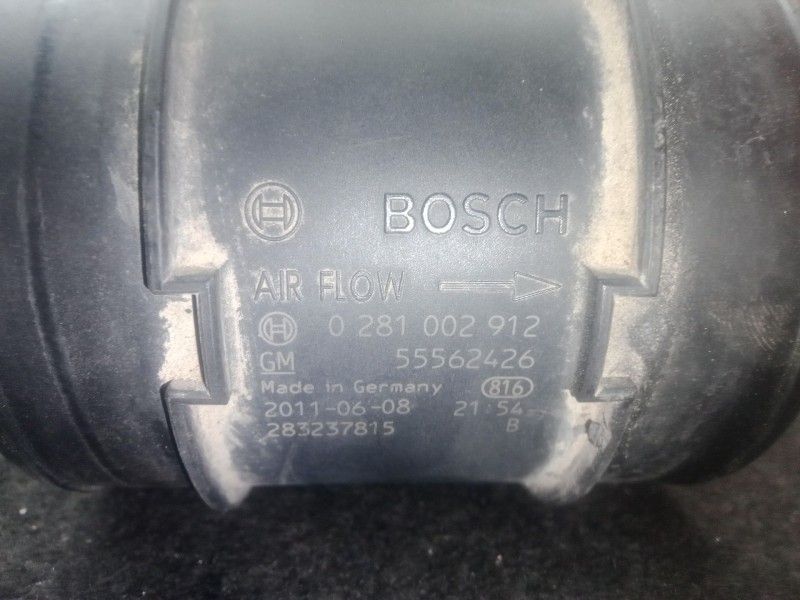 BOSCH
AIR FLOW
0 281 002 912
GM 55562426
Made in Germany 816
2011-06-08 21:54
283237815 B